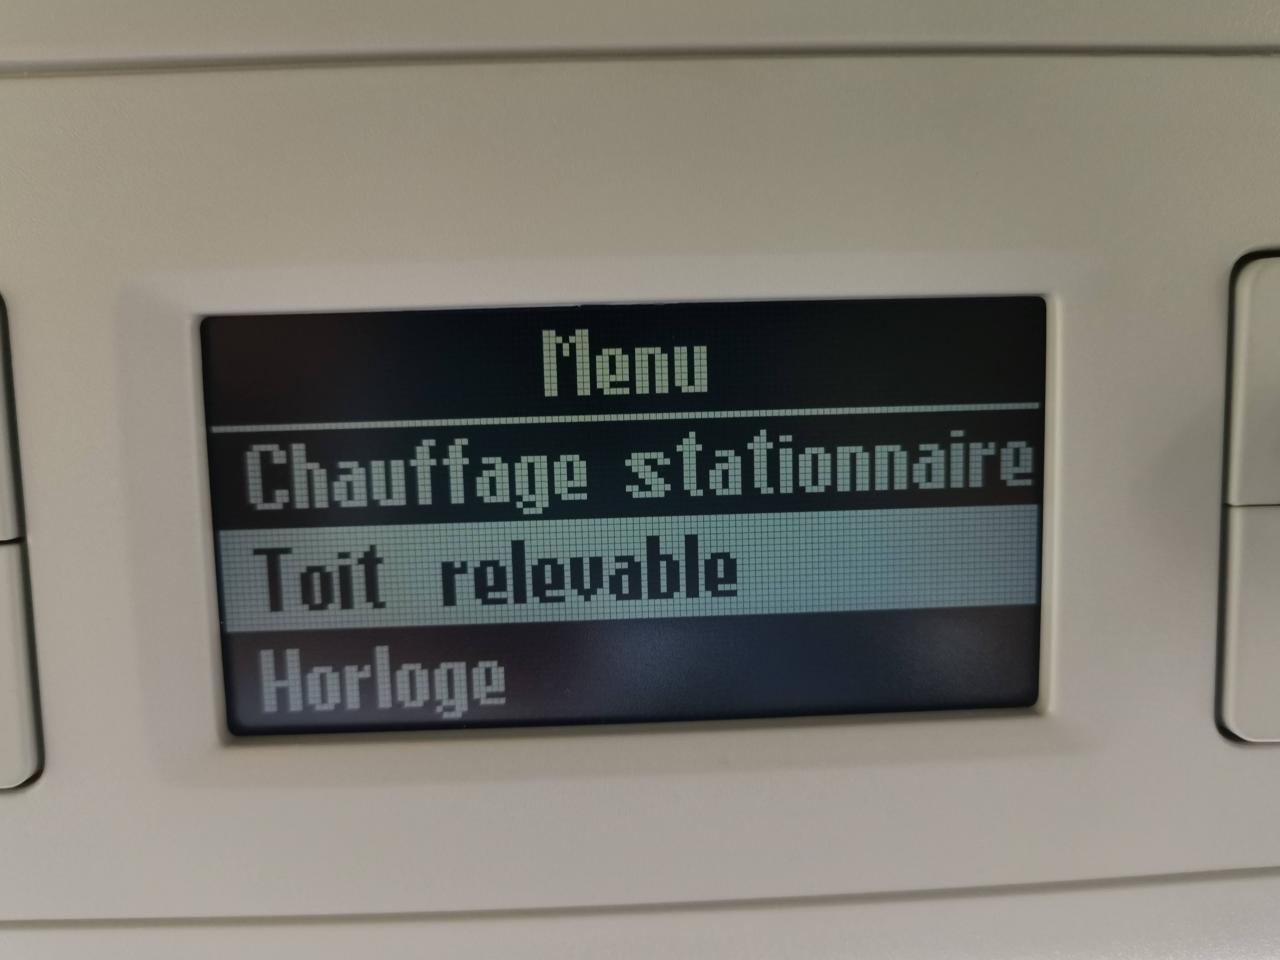 Menu
Chauffage stationnaire
Toit relevable
Horloge